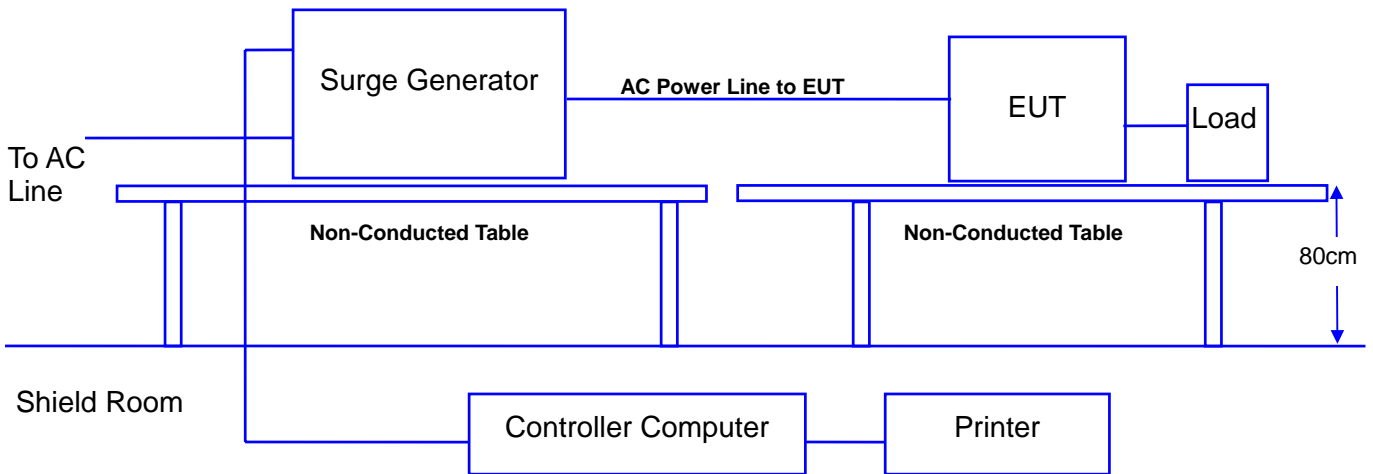 Surge Generator
AC Power Line to EUT
EUT
Load
To AC
Line
Non-Conducted Table
Non-Conducted Table
80cm
Shield Room
Controller Computer
Printer